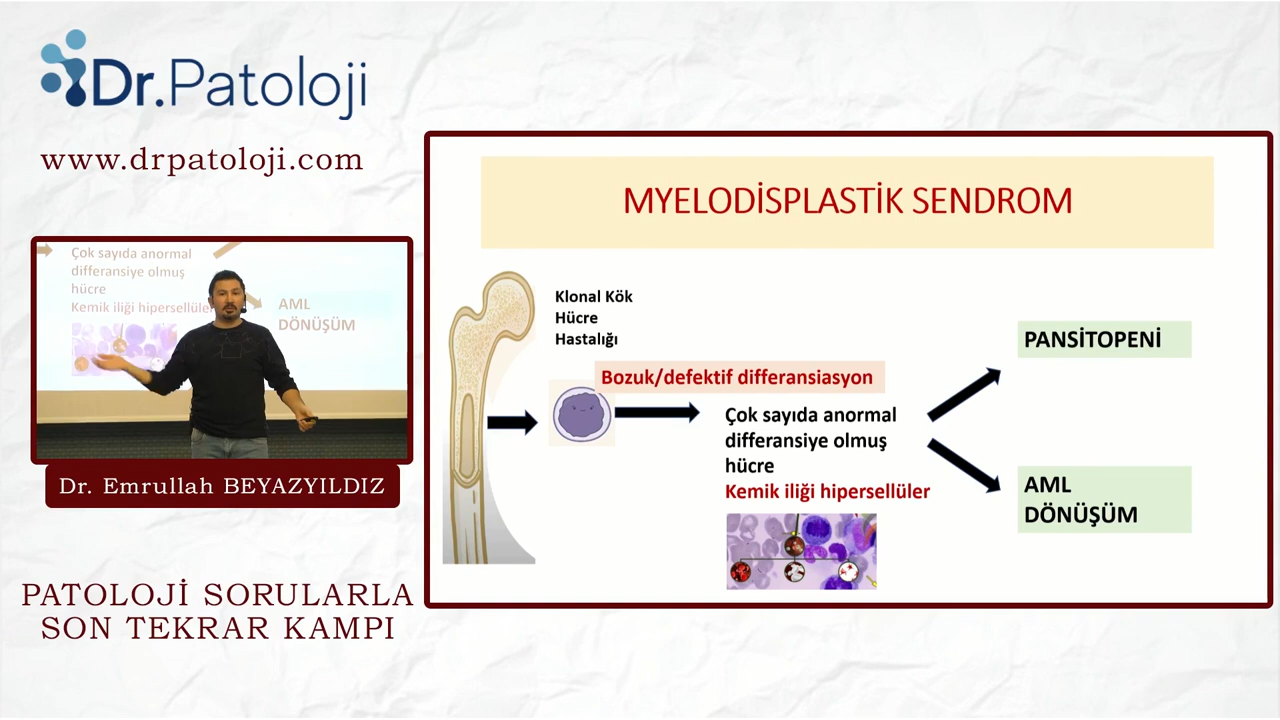 Dr.Patoloji
www.drpatoloji.com
Çok sayıda anormal
differansiye olmuş
hücre
Kemik iliği hipersellüler
AML
DÖNÜŞÜM
Dr. Emrullah BEYAZYILDIZ
PATOLOJİ SORULARLA
SON TEKRAR KAMPI
MYELODİSPLASTİK SENDROM
Klonal Kök
Hücre
Hastalığı
Bozuk/defektif differansiasyon
Çok sayıda anormal
differansiye olmuş
hücre
Kemik iliği hipersellüler
PANSİTOPENİ
AML
DÖNÜŞÜM